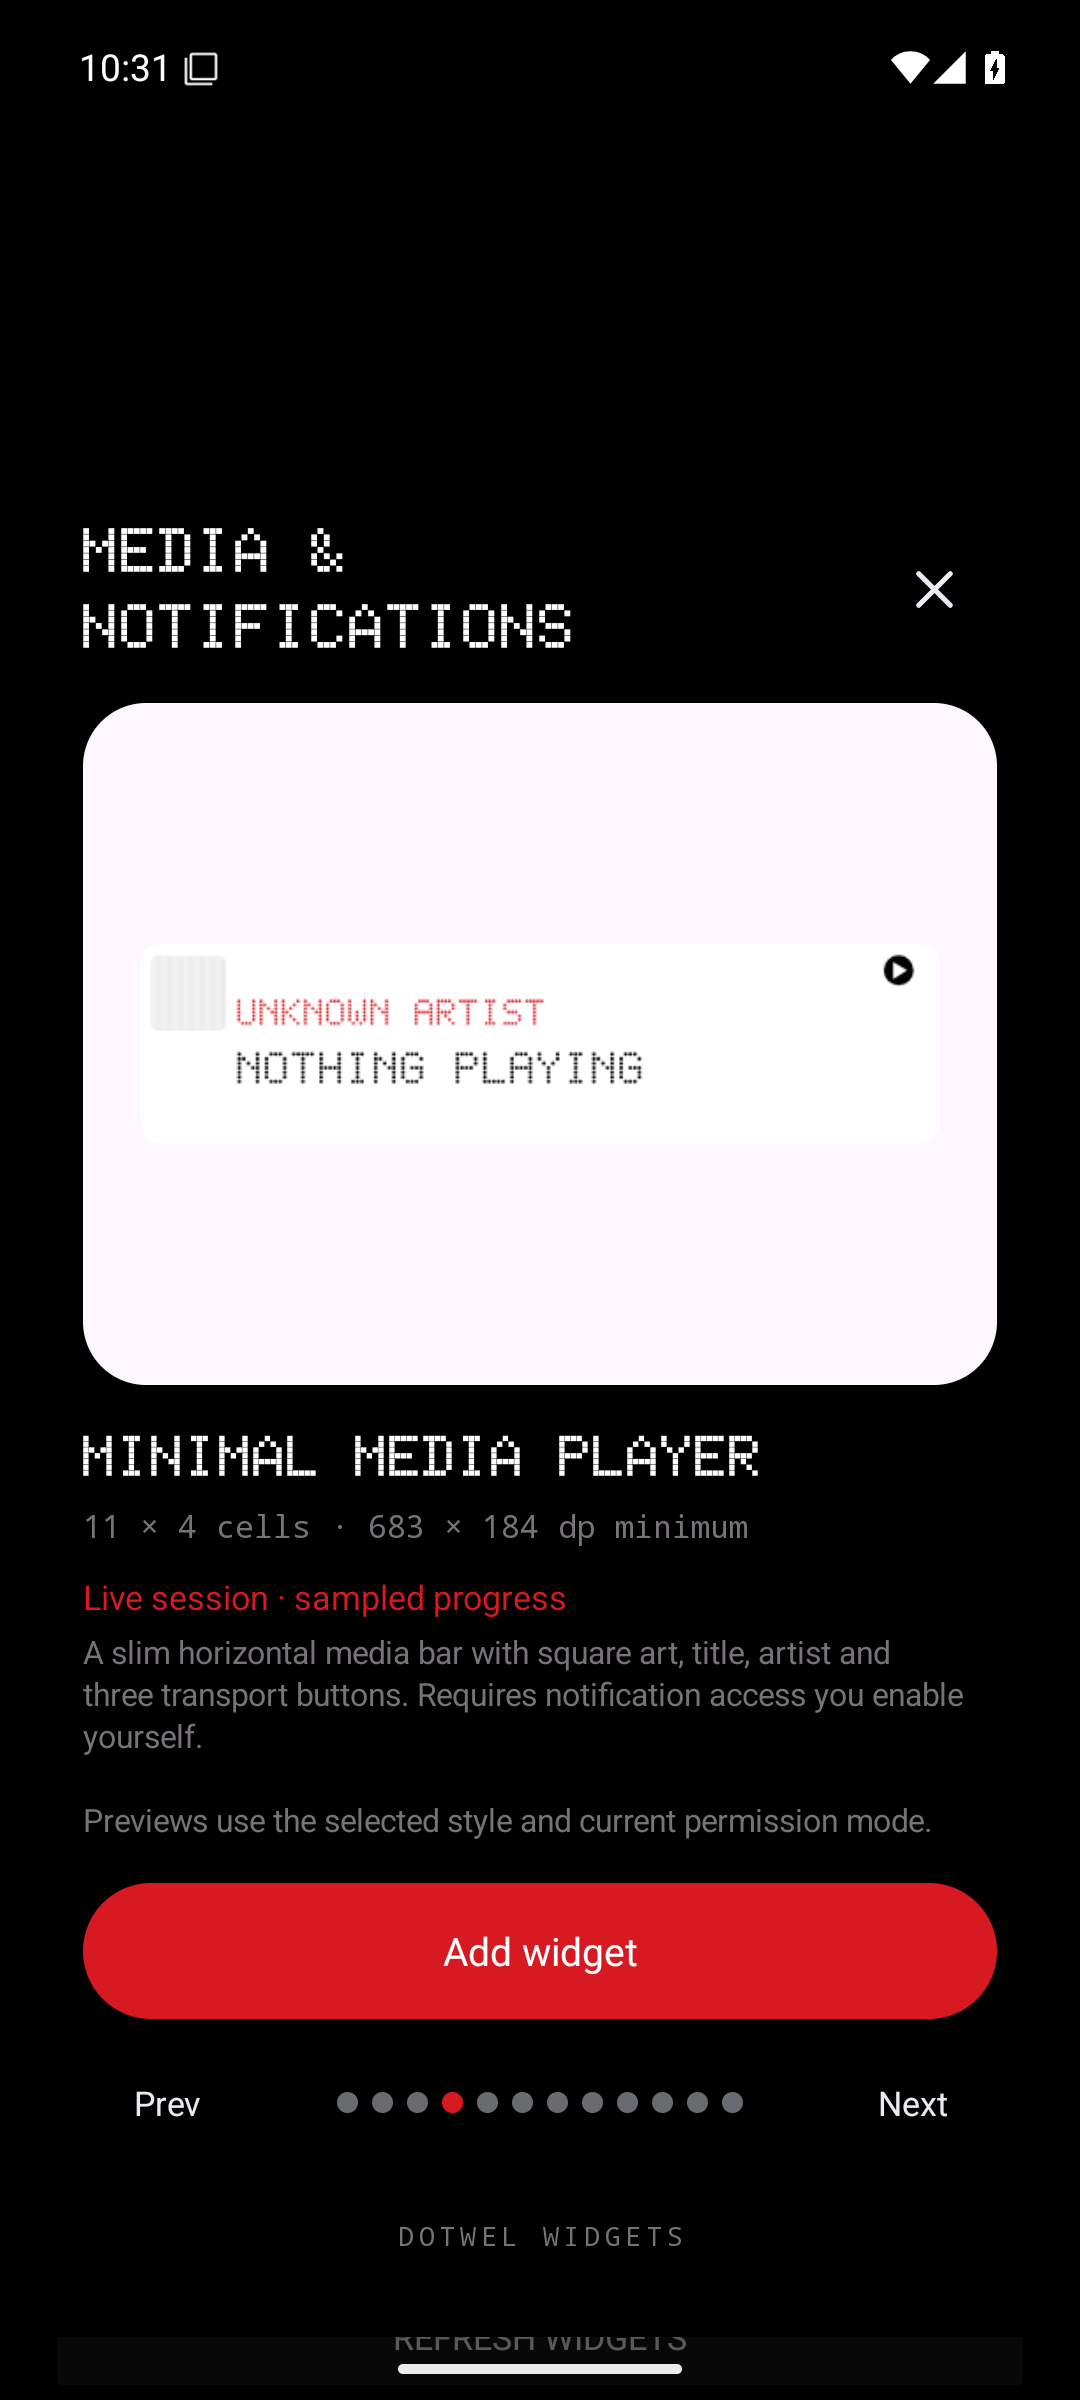 10:31
MEDIA &
NOTIFICATIONS
UNKNOWN ARTIST
NOTHING PLAYING
MINIMAL MEDIA PLAYER
11 × 4 cells · 683 × 184 dp minimum
Live session · sampled progress
A slim horizontal media bar with square art, title, artist and
three transport buttons. Requires notification access you enable
yourself.
Previews use the selected style and current permission mode.
Add widget
Prev
Next
DOTWEL WIDGETS
REFRESH WIDGETS